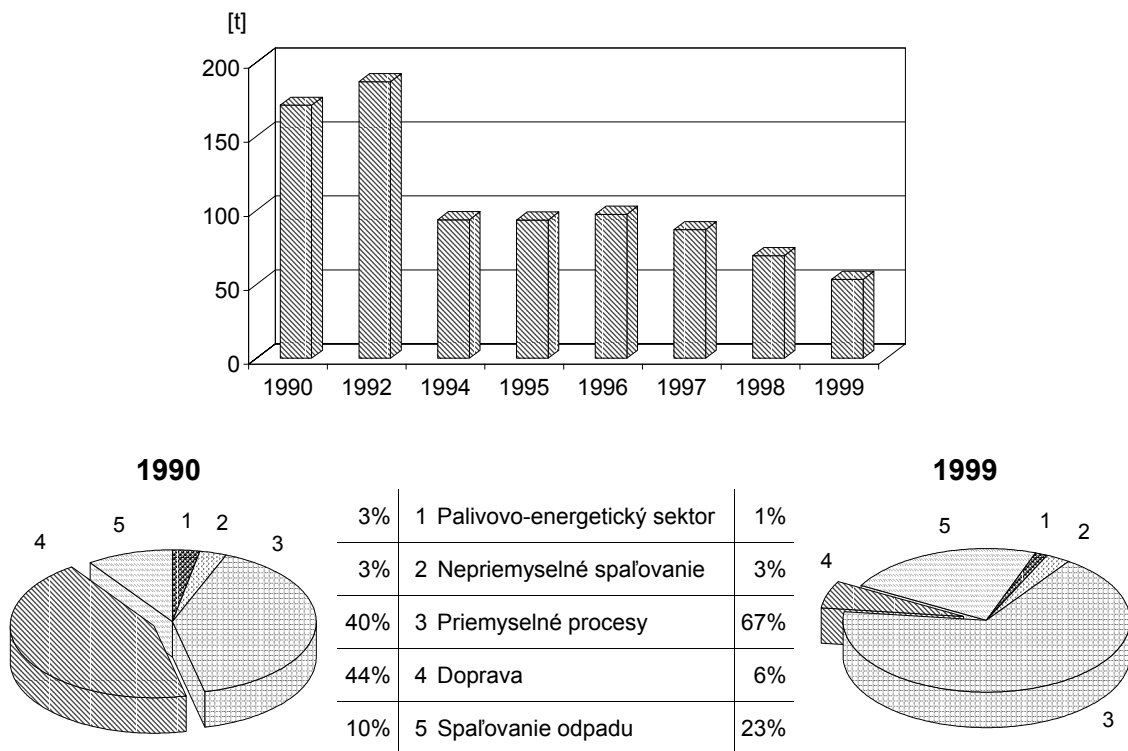 [t]
200
150
100
50
0
1990 1992 1994 1995 1996 1997 1998 1999
1990
4 5 1 2 3
3% 1 Palivovo-energetický sektor 1%
3% 2 Nepriemyselné spaľovanie 3%
40% 3 Priemyselné procesy 67%
44% 4 Doprava 6%
10% 5 Spaľovanie odpadu 23%
1999
4 5 1 2 3